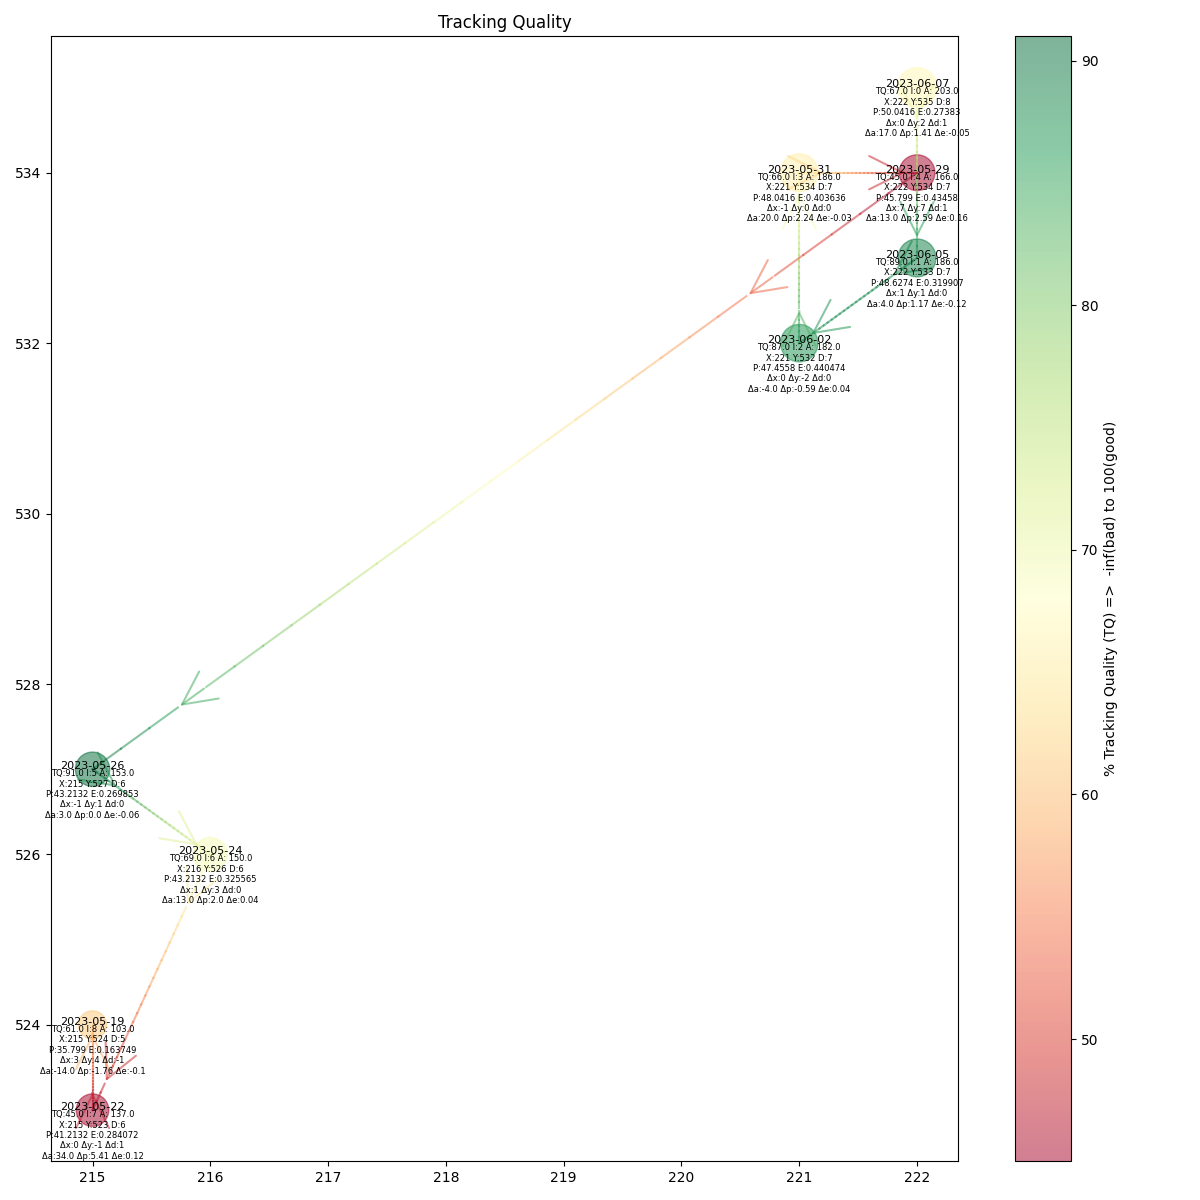 Tracking Quality
2023-06-07
TQ:67.0 I:0 A: 203.0
X:222 Y:535 D:8
P:50.0416 E:0.27383
Δx:0 Δy:2 Δd:1
Δa:17.0 Δp:1.41 Δe:-0.05
2023-05-31
TQ:66.0 I:3 A: 186.0
X:221 Y:534 D:7
P:48.0416 E:0.403636
Δx:-1 Δy:0 Δd:0
Δa:20.0 Δp:2.24 Δe:-0.03
2023-05-29
TQ:45.0 I:4 A: 166.0
X:222 Y:534 D:7
P:45.799 E:0.43458
Δx:7 Δy:7 Δd:1
Δa:13.0 Δp:2.59 Δe:0.16
2023-06-05
TQ:89.0 I:1 A: 186.0
X:222 Y:533 D:7
P:48.6274 E:0.319907
Δx:1 Δy:1 Δd:0
Δa:4.0 Δp:1.17 Δe:-0.12
2023-06-02
TQ:87.0 I:2 A: 182.0
X:221 Y:532 D:7
P:47.4558 E:0.440474
Δx:0 Δy:-2 Δd:0
Δa:-4.0 Δp:-0.59 Δe:0.04
2023-05-26
TQ:91.0 I:5 A: 153.0
X:215 Y:527 D:6
P:43.2132 E:0.269853
Δx:-1 Δy:1 Δd:0
Δa:3.0 Δp:0.0 Δe:-0.06
2023-05-24
TQ:69.0 I:6 A: 150.0
X:216 Y:526 D:6
P:43.2132 E:0.325565
Δx:1 Δy:3 Δd:0
Δa:13.0 Δp:2.0 Δe:0.04
2023-05-19
TQ:61.0 I:8 A: 103.0
X:215 Y:524 D:5
P:35.799 E:0.163749
Δx:3 Δy:4 Δd:-1
Δa:-14.0 Δp:-1.76 Δe:-0.1
2023-05-22
TQ:45.0 I:7 A: 137.0
X:215 Y:523 D:6
P:41.2132 E:0.284072
Δx:0 Δy:-1 Δd:1
Δa:34.0 Δp:5.41 Δe:0.12
534
532
530
528
526
524
215
216
217
218
219
220
221
222
90
80
70
60
50
% Tracking Quality (TQ) => -inf(bad) to 100(good)